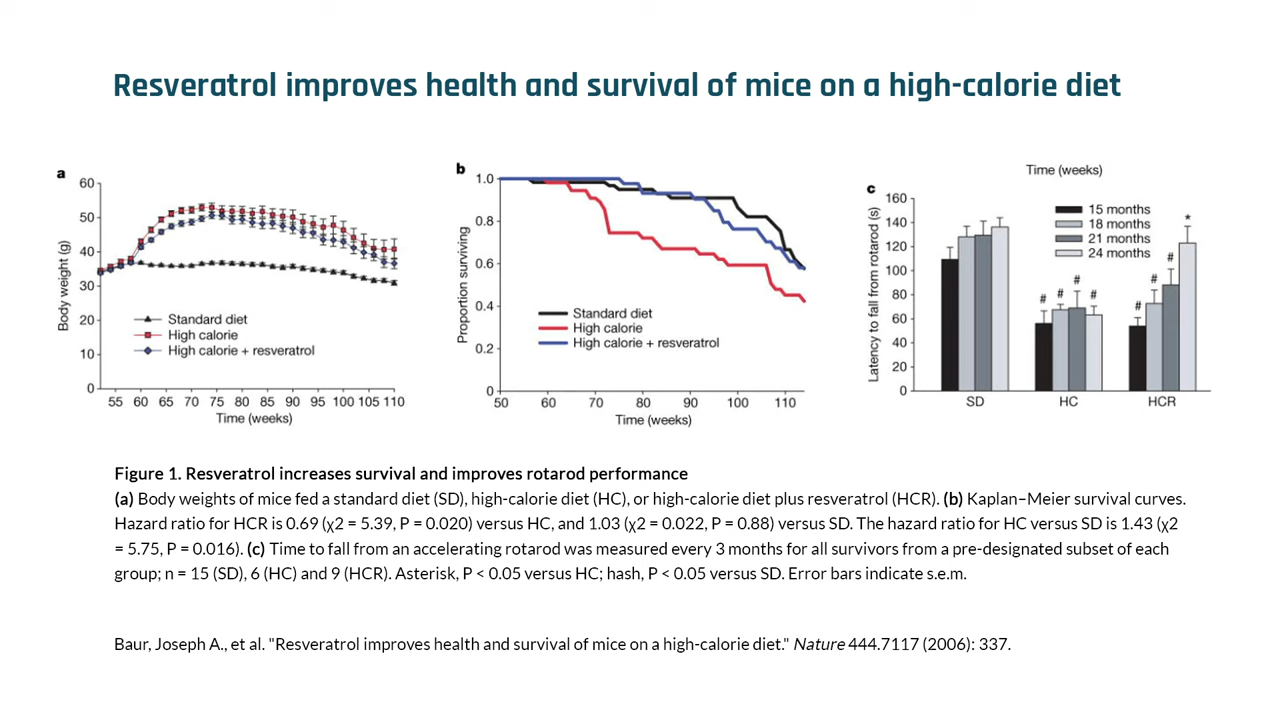 Resveratrol improves health and survival of mice on a high-calorie diet
a
60
50
40
30
20
10
0
Body weight (g)
Standard diet
High calorie
High calorie + resveratrol
55 60 65 70 75 80 85 90 95 100 105 110
Time (weeks)
b
1.0
0.8
0.6
0.4
0.2
0
Proportion surviving
Standard diet
High calorie
High calorie + resveratrol
50 60 70 80 90 100 110
Time (weeks)
Time (weeks)
c
160
140
120
100
80
60
40
20
0
Latency to fall from rotarod (s)
15 months
18 months
21 months
24 months
# # # #
# # # *
SD HC HCR
Figure 1. Resveratrol increases survival and improves rotarod performance
(a) Body weights of mice fed a standard diet (SD), high-calorie diet (HC), or high-calorie diet plus resveratrol (HCR). (b) Kaplan–Meier survival curves.
Hazard ratio for HCR is 0.69 (χ2 = 5.39, P = 0.020) versus HC, and 1.03 (χ2 = 0.022, P = 0.88) versus SD. The hazard ratio for HC versus SD is 1.43 (χ2
= 5.75, P = 0.016). (c) Time to fall from an accelerating rotarod was measured every 3 months for all survivors from a pre-designated subset of each
group; n = 15 (SD), 6 (HC) and 9 (HCR). Asterisk, P < 0.05 versus HC; hash, P < 0.05 versus SD. Error bars indicate s.e.m.
Baur, Joseph A., et al. "Resveratrol improves health and survival of mice on a high-calorie diet." Nature 444.7117 (2006): 337.